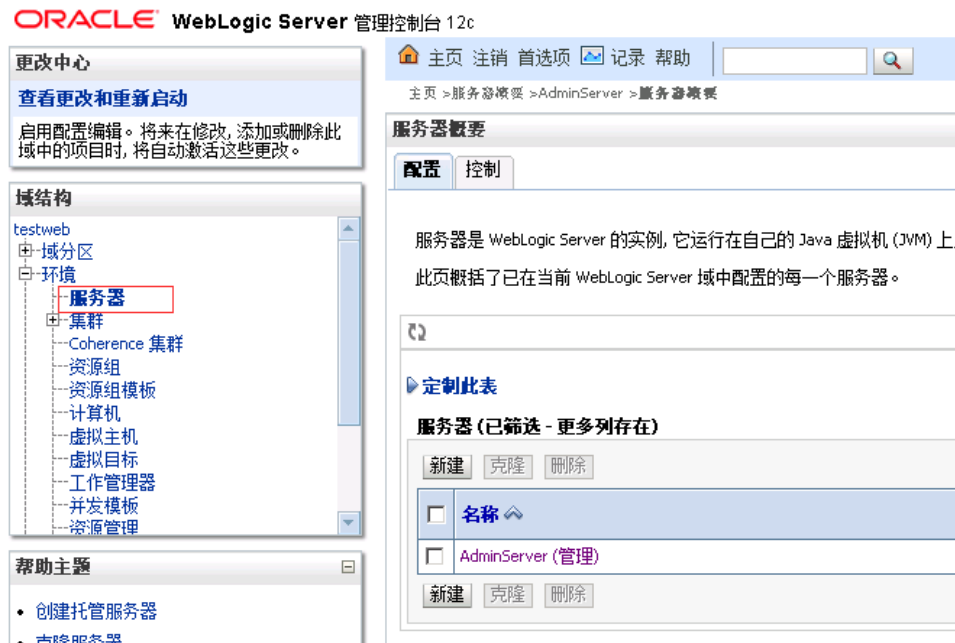 ORACLE WebLogic Server 管理控制台 12c
更改中心
查看更改和重新启动
启用配置编辑。将来在修改, 添加或删除此
域中的项目时, 将自动激活这些更改。
域结构
testweb
域分区
环境
服务器
集群
Coherence 集群
资源组
资源组模板
计算机
虚拟主机
虚拟目标
工作管理器
并发模板
资源管理
帮助主题
创建托管服务器
克隆服务器
主页 注销 首选项 记录 帮助
主页 >服务器概要 >AdminServer >服务器概要
服务器概要
配置 控制
服务器是 WebLogic Server 的实例, 它运行在自己的 Java 虚拟机 (JVM) 上
此页概括了已在当前 WebLogic Server 域中配置的每一个服务器。
定制此表
服务器 (已筛选 - 更多列存在)
新建 克隆 删除
名称
AdminServer (管理)
新建 克隆 删除